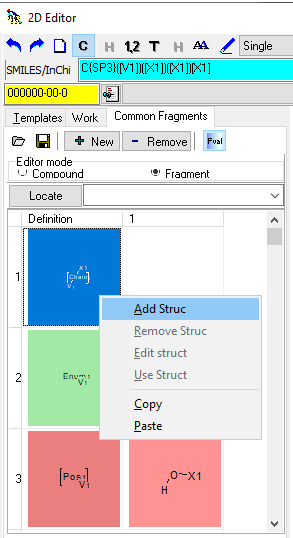 2D Editor
C H 1,2 T H AA Single
SMILES/InChi C{SP3}([V1])([X1])([X1])[X1]
000000-00-0
Templates Work Common Fragments
+ New - Remove Fval
Editor mode
Compound Fragment
Locate
Definition 1
1 [Chain] X1 V1
Add Struc
Remove Struc
Edit struct
Use Struct
Copy
Paste
2 Enum V1
3 [Pos1] V1 O X1 H